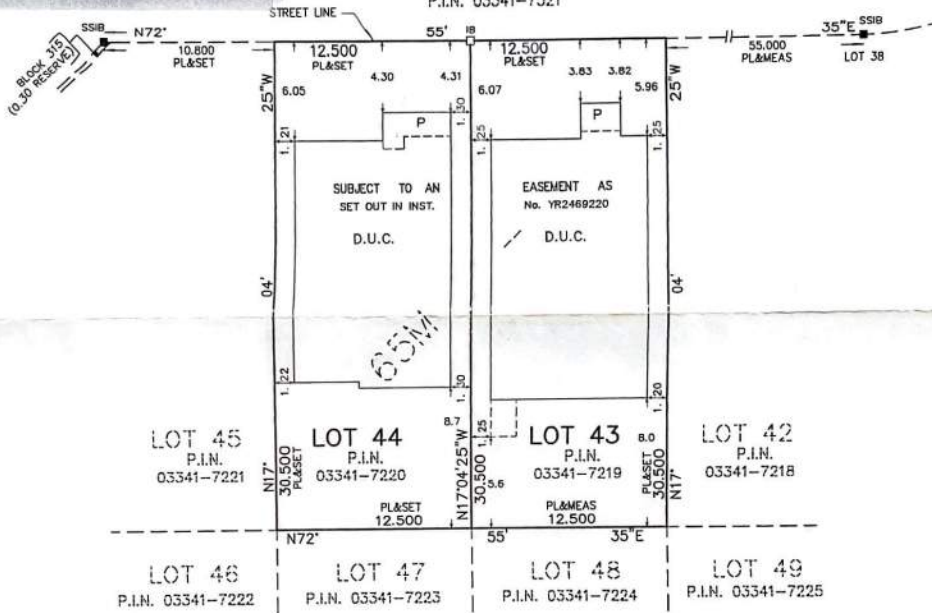 P.I.N. 03341-7321
STREET LINE
SSIB
N72°
55'
IB
35"E
SSIB
BLOCK 315
(0.30 RESERVE)
10.800
PL&SET
12.500
PL&SET
12.500
PL&SET
55.000
PL&MEAS
LOT 38
25"W
6.05
4.30
4.31
1.30
6.07
3.83
3.82
5.96
25"W
1.21
P
1.25
P
1.25
SUBJECT TO AN
SET OUT IN INST.
D.U.C.
EASEMENT AS
No. YR2469220
D.U.C.
04'
04'
65M
1.22
1.30
1.20
8.7
1.25
8.0
5.6
LOT 45
P.I.N.
03341-7221
N17°
30.500
PL&SET
LOT 44
P.I.N.
03341-7220
N17°04'25"W
30.500
LOT 43
P.I.N.
03341-7219
PL&SET
30.500
N17°
LOT 42
P.I.N.
03341-7218
PL&SET
12.500
PL&MEAS
12.500
N72°
55'
35"E
LOT 46
P.I.N. 03341-7222
LOT 47
P.I.N. 03341-7223
LOT 48
P.I.N. 03341-7224
LOT 49
P.I.N. 03341-7225